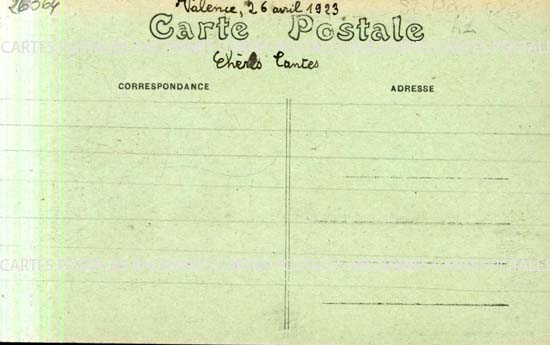 26564
Valence, 26 avril 1923
Carte Postale
Chères Tantes
CORRESPONDANCE
ADRESSE